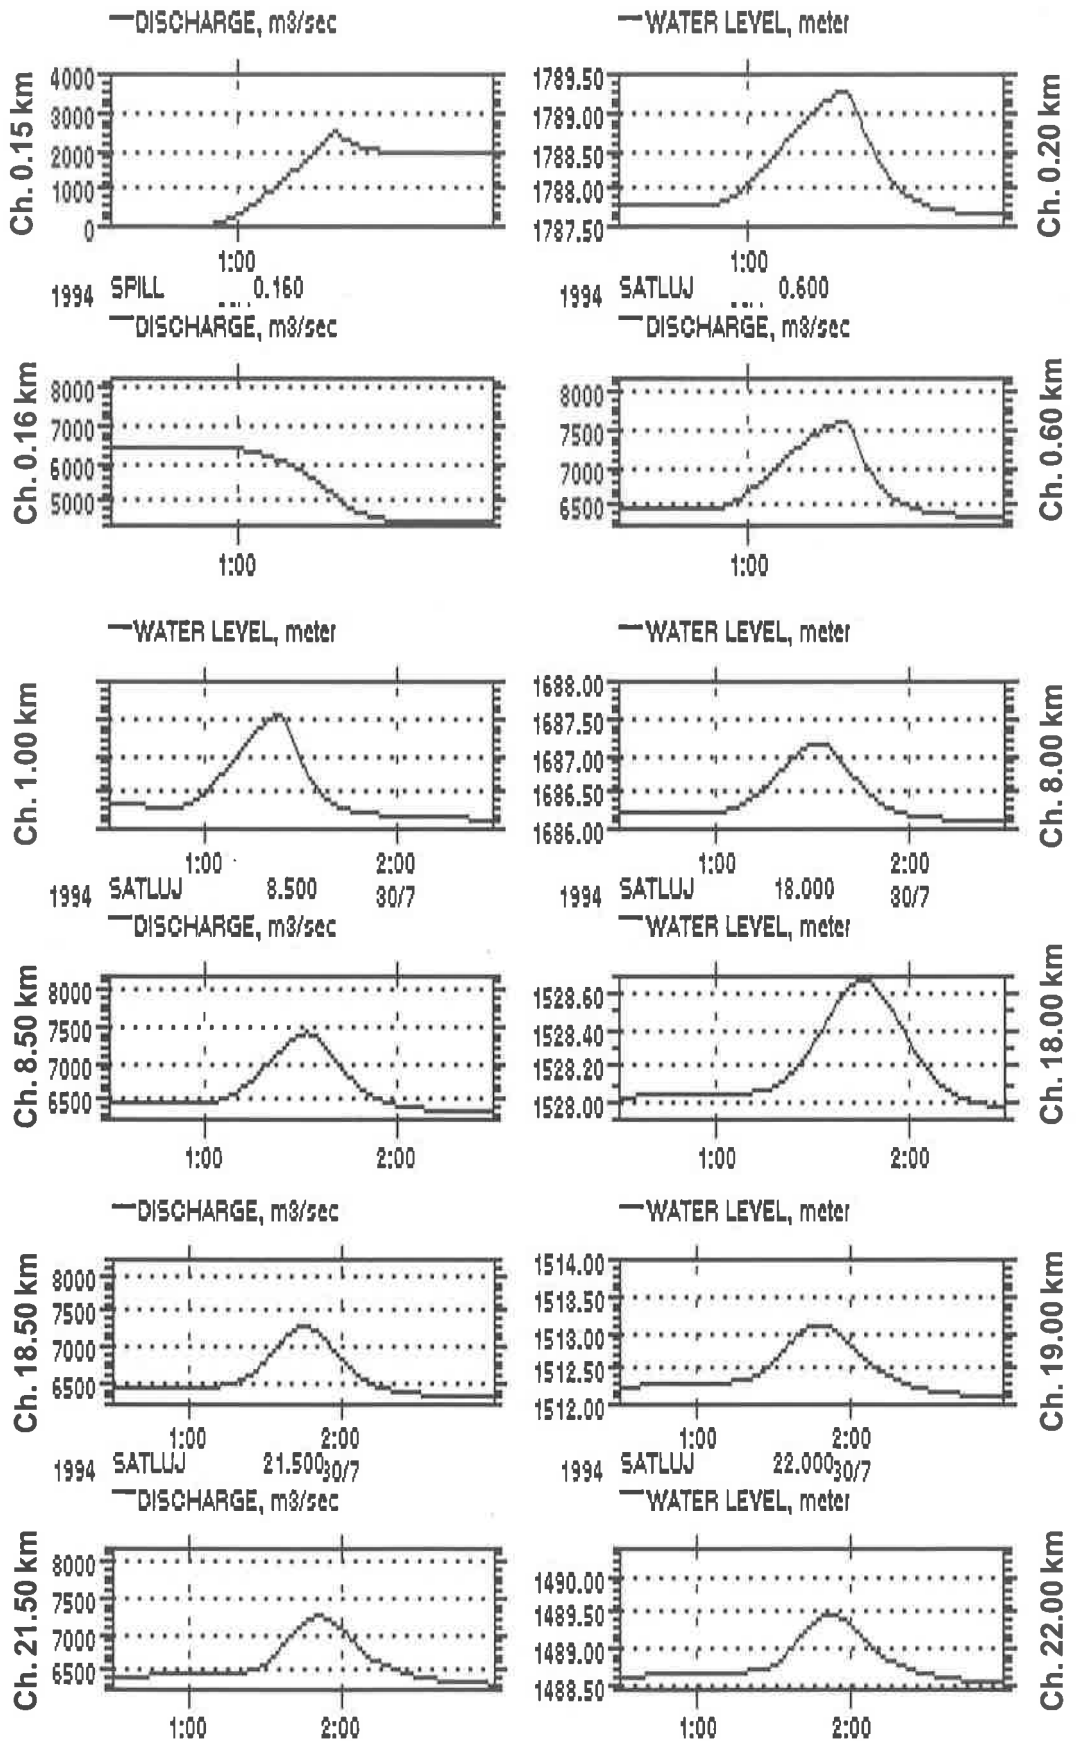 DISCHARGE, m3/sec
WATER LEVEL, meter
Ch. 0.15 km
4000
3000
2000
1000
0
1:00
Ch. 0.20 km
1789.50
1789.00
1788.50
1788.00
1787.50
1:00
1994 SPILL 0.160
1994 SATLUJ 0.600
DISCHARGE, m3/sec
DISCHARGE, m3/sec
Ch. 0.16 km
8000
7000
6000
5000
1:00
Ch. 0.60 km
8000
7500
7000
6500
1:00
WATER LEVEL, meter
WATER LEVEL, meter
Ch. 1.00 km
1:00 2:00
Ch. 8.00 km
1688.00
1687.50
1687.00
1686.50
1686.00
1:00 2:00
1994 SATLUJ 8.500 30/7
1994 SATLUJ 18.000 30/7
DISCHARGE, m3/sec
WATER LEVEL, meter
Ch. 8.50 km
8000
7500
7000
6500
1:00 2:00
Ch. 18.00 km
1528.60
1528.40
1528.20
1528.00
1:00 2:00
DISCHARGE, m3/sec
WATER LEVEL, meter
Ch. 18.50 km
8000
7500
7000
6500
1:00 2:00
Ch. 19.00 km
1514.00
1513.50
1513.00
1512.50
1512.00
1:00 2:00
1994 SATLUJ 21.500 30/7
1994 SATLUJ 22.000 30/7
DISCHARGE, m3/sec
WATER LEVEL, meter
Ch. 21.50 km
8000
7500
7000
6500
1:00 2:00
Ch. 22.00 km
1490.00
1489.50
1489.00
1488.50
1:00 2:00